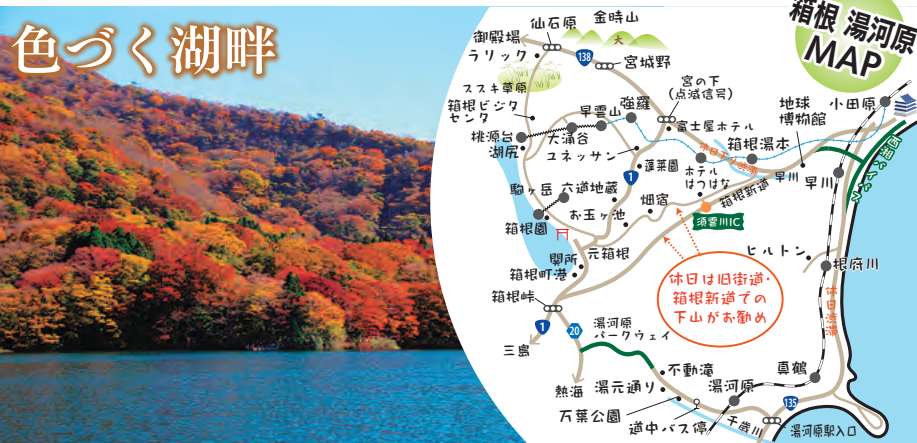 色づく湖畔
箱根 湯河原
MAP
金時山
仙石原
御殿場
ラリック
大
138
宮城野
ススキ草原
箱根ビジタ
センタ
宮の下
(点滅信号)
強羅
早雲山
地球
博物館
小田原
桃源台
湖尻
大涌谷
ユネッサン
富士屋ホテル
箱根湯本
休日あり渋滞
西湘バイパス
蓬莱園
1
ホテル
はつはな
早川
早川
箱根新道
駒ヶ岳
六道地蔵
お玉ヶ池
畑宿
須雲川IC
箱根園
元箱根
関所
箱根町港
ヒルトン
根府川
休日は旧街道・
箱根新道での
下山がお勧め
休日渋滞
箱根峠
1
20
湯河原
パークウェイ
三島
熱海
不動滝
湯元通り
万葉公園
道中バス停
湯河原
真鶴
135
千歳川
湯河原駅入口